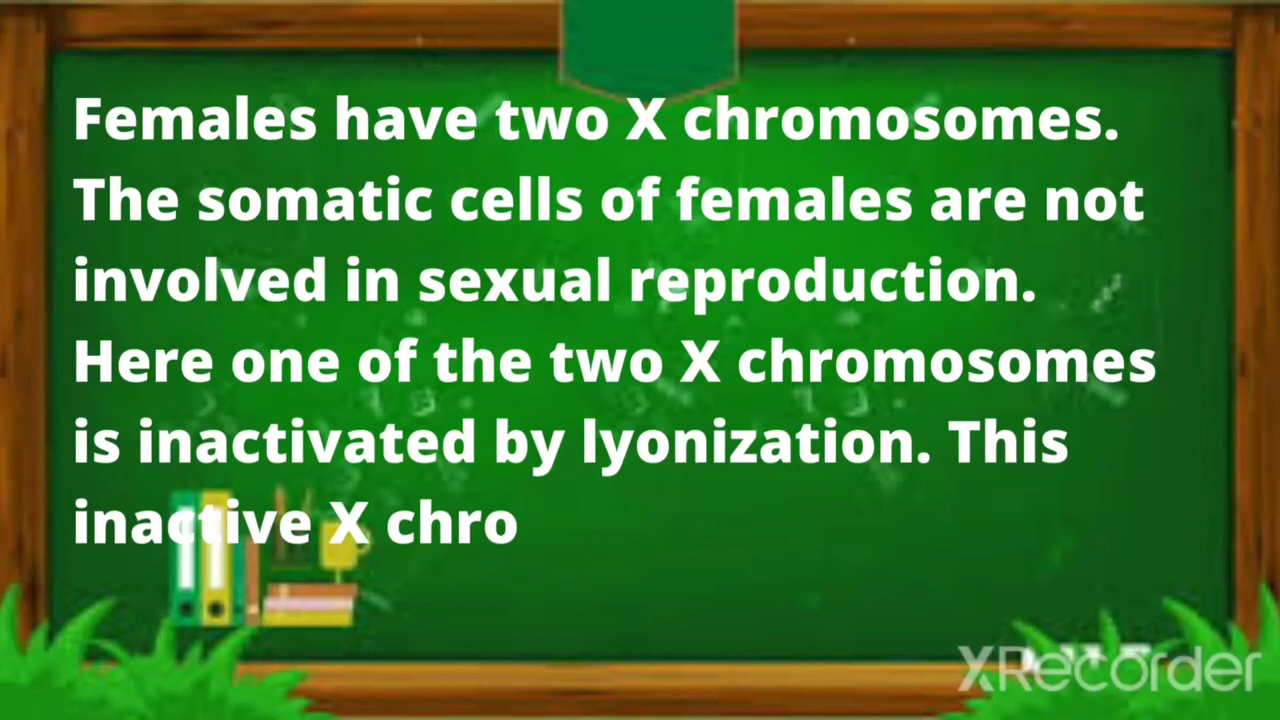 Females have two X chromosomes.
The somatic cells of females are not
involved in sexual reproduction.
Here one of the two X chromosomes
is inactivated by lyonization. This
inactive X chro
XRecorder